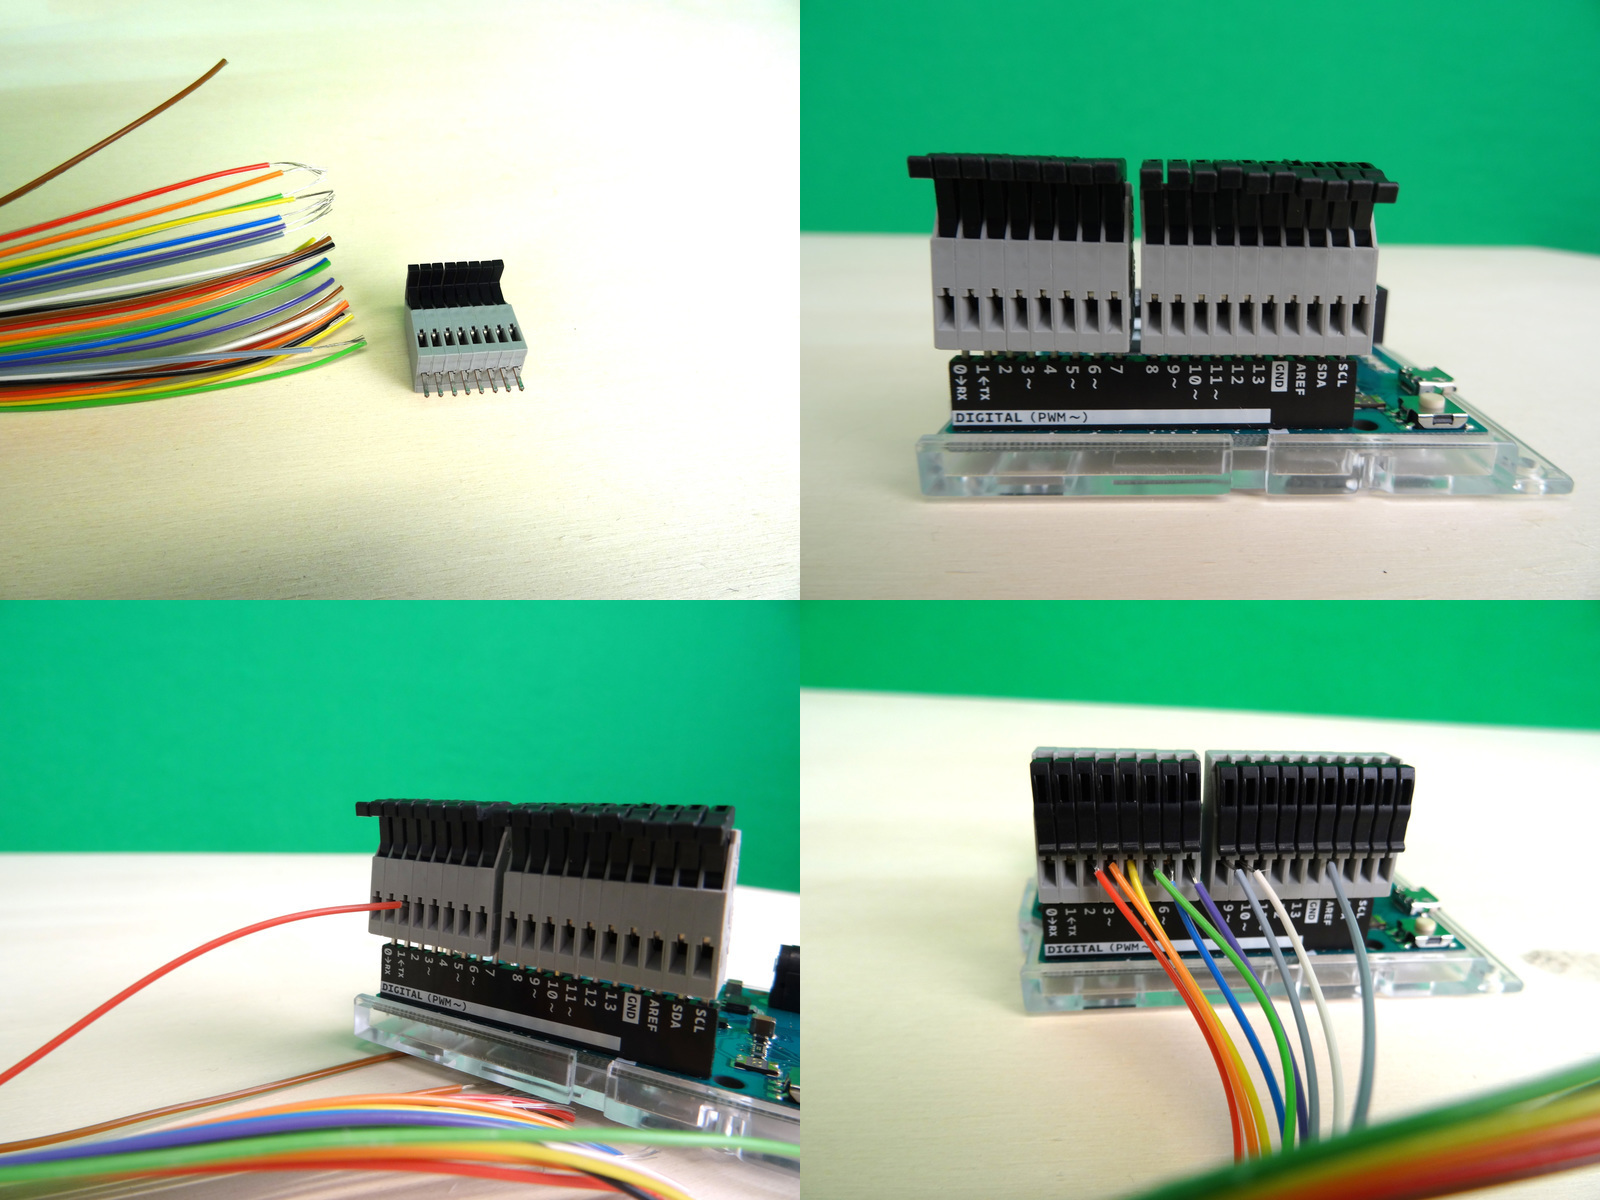 0→RX 1←TX 2 3~ 4 5~ 6~ 7 8 9~ 10~ 11~ 12 13 GND AREF SDA SCL
DIGITAL (PWM~)
0→RX 1←TX 2 3~ 4 5~ 6~ 7 8 9~ 10~ 11~ 12 13 GND AREF SDA SCL
DIGITAL (PWM~)
0→RX 1←TX 2 3~ 6~ 9~ 10~ 13 GND AREF SCL
DIGITAL (PWM~